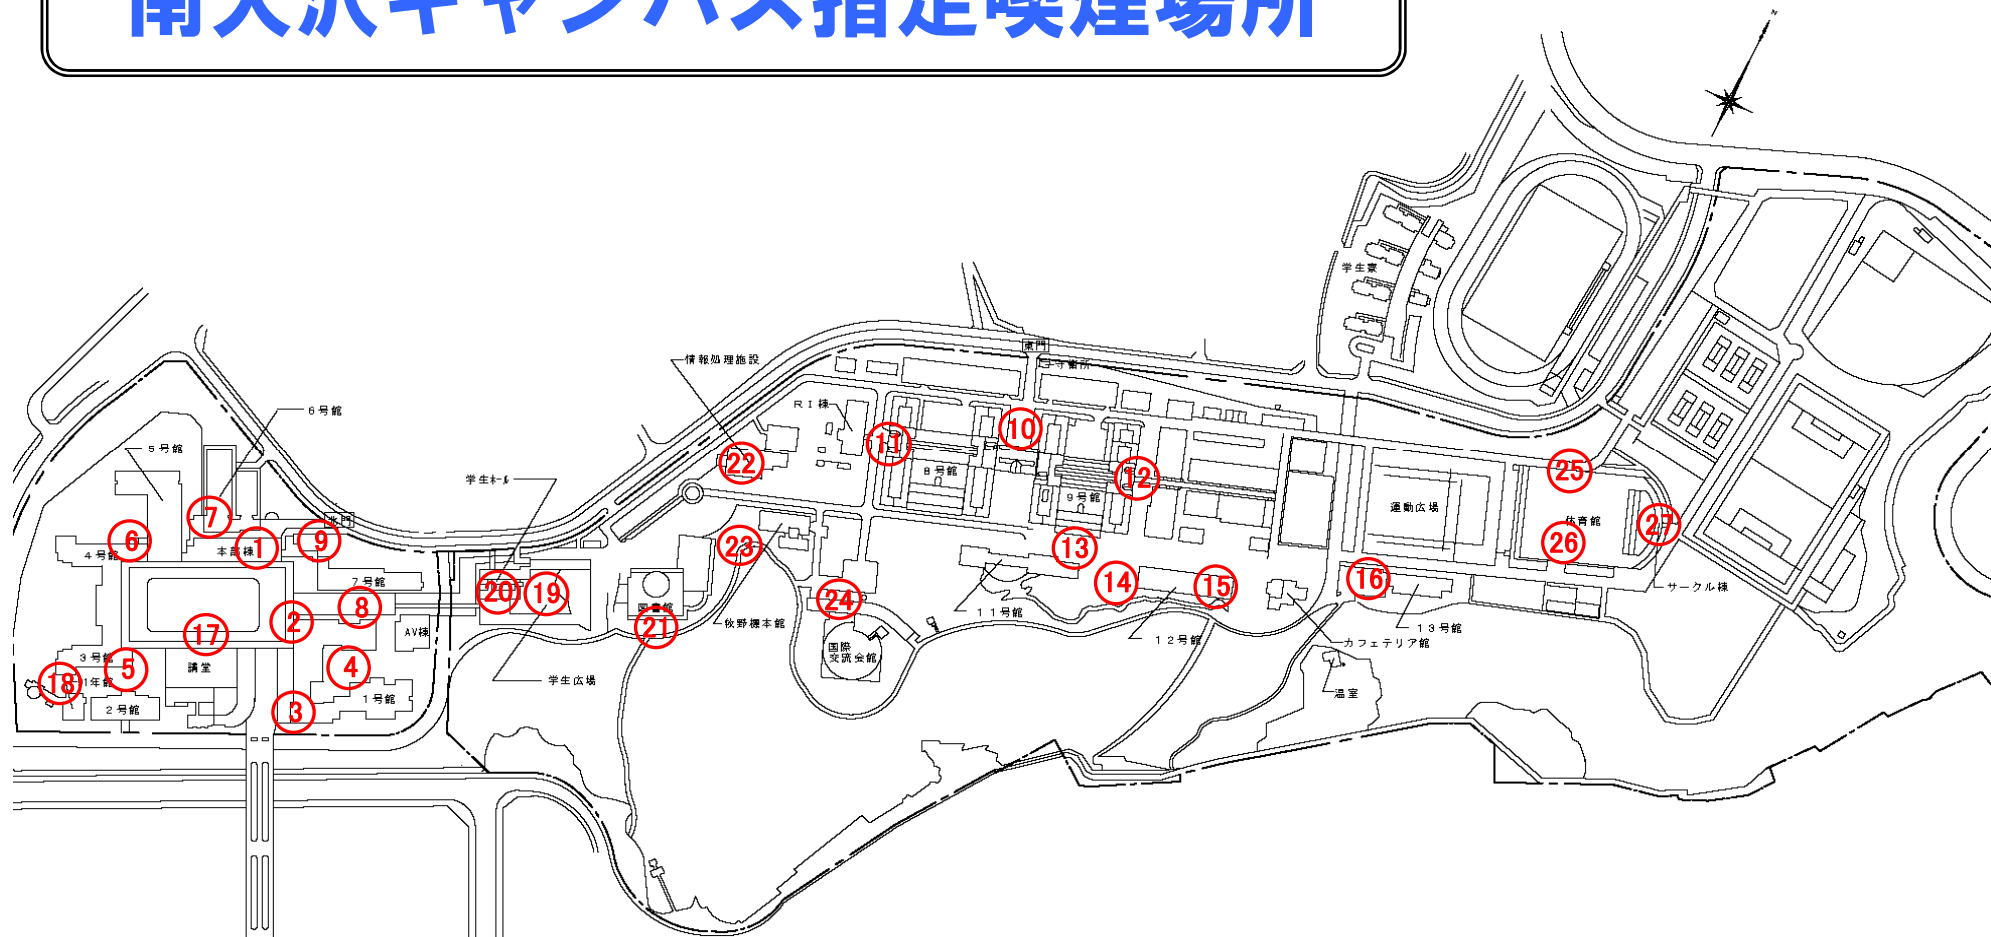 南大沢キャンパス指定喫煙場所
N
学生寮
東門
守衛所
情報処理施設
RI棟
6号館
5号館
学生ホール
22
11
10
12
25
8号館
9号館
運動広場
体育館
27
26
7
北門
6
1
9
4号館
本部棟
7号館
20
19
図書館
23
13
14
15
16
8
17
2
AV棟
21
24
牧野標本館
11号館
12号館
カフェテリア館
13号館
サークル棟
3号館
5
講堂
4
国際
交流会館
18
1年館
学生広場
温室
2号館
3
1号館